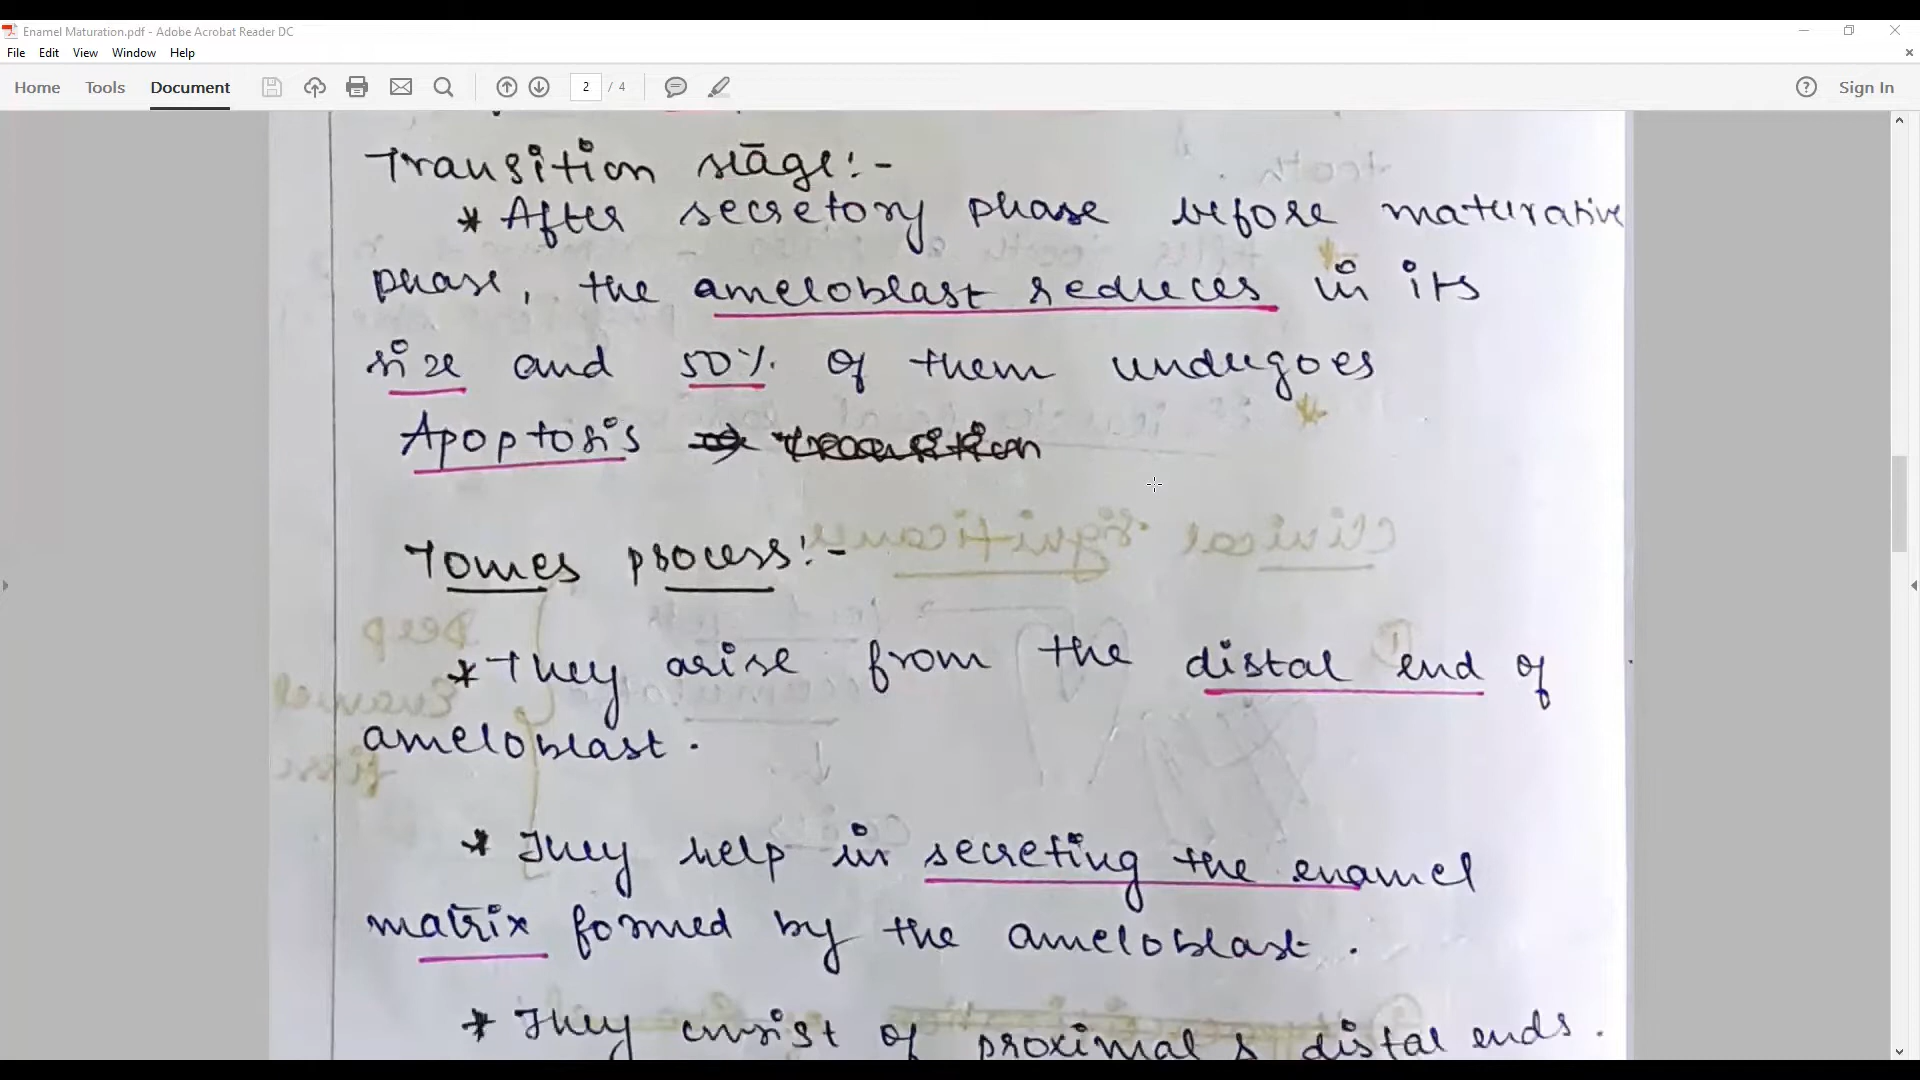 Enamel Maturation.pdf - Adobe Acrobat Reader DC
File Edit View Window Help
Home Tools Document 2 / 4 Sign In
Transition stage:-
* After secretory phase before maturative
phase, the ameloblast reduces in its
size and 50% of them undergoes
Apoptosis
Tomes process:-
* They arise from the distal end of
ameloblast.
* They help in secreting the enamel
matrix formed by the ameloblast.
* They consist of proximal & distal ends.